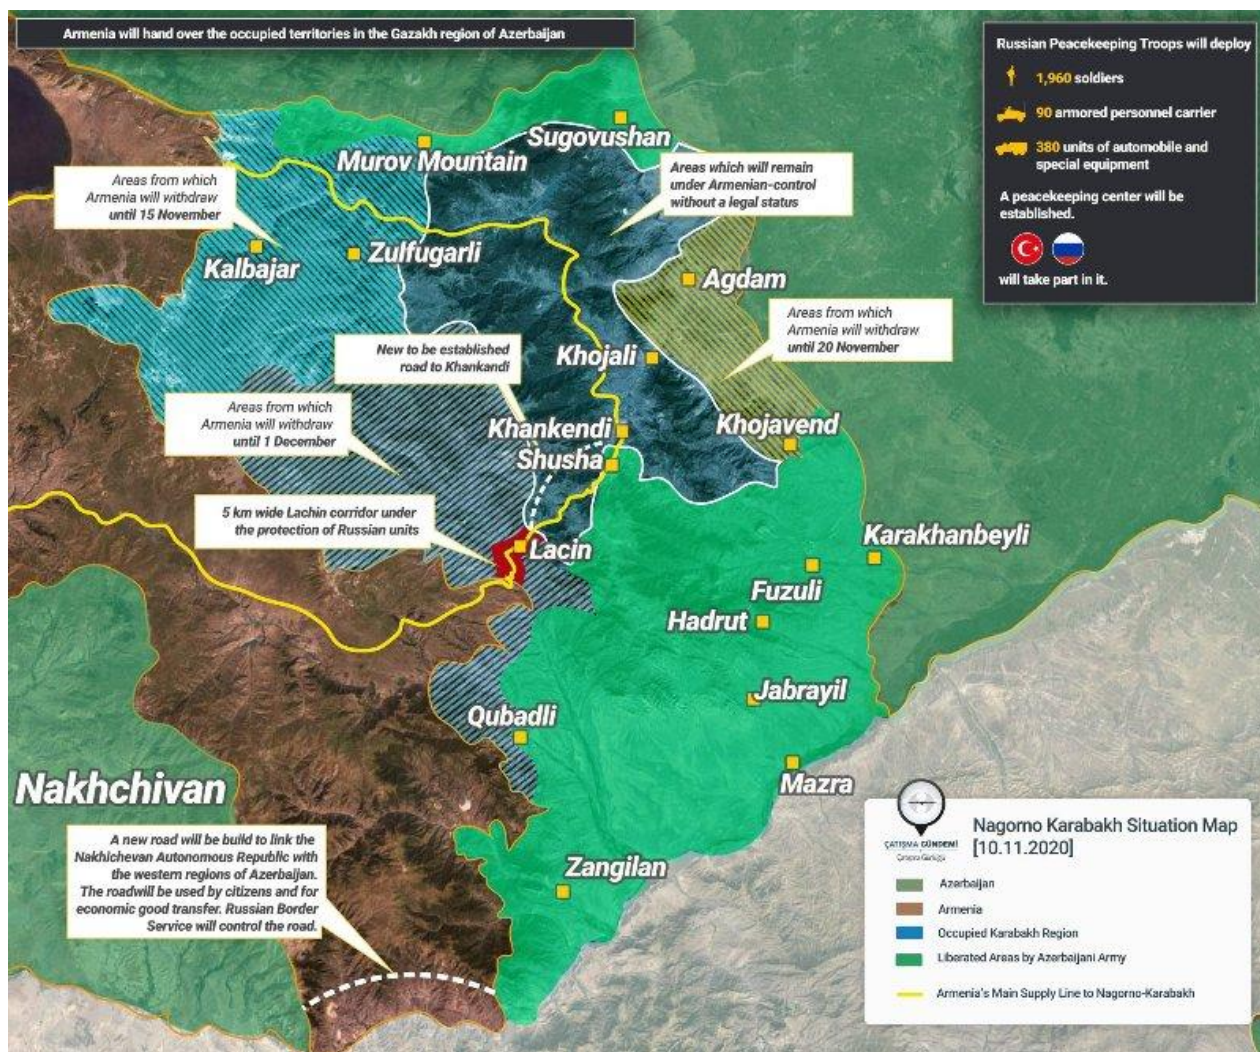 Armenia will hand over the occupied territories in the Gazakh region of Azerbaijan
Russian Peacekeeping Troops will deploy
1,960 soldiers
90 armored personnel carrier
380 units of automobile and
special equipment
A peacekeeping center will be
established.
will take part in it.
Sugovushan
Murov Mountain
Areas from which
Armenia will withdraw
until 15 November
Areas which will remain
under Armenian-control
without a legal status
Kalbajar
Zulfugarli
Agdam
Areas from which
Armenia will withdraw
until 20 November
New to be established
road to Khankandi
Khojali
Areas from which
Armenia will withdraw
until 1 December
Khankendi
Khojavend
Shusha
5 km wide Lachin corridor under
the protection of Russian units
Lacin
Karakhanbeyli
Fuzuli
Hadrut
Jabrayil
Qubadli
Mazra
Nakhchivan
A new road will be build to link the
Nakhichevan Autonomous Republic with
the western regions of Azerbaijan.
The roadwill be used by citizens and for
economic good transfer. Russian Border
Service will control the road.
Zangilan
ÇATIŞMA GÜNDEMİ
Nagorno Karabakh Situation Map
[10.11.2020]
Azerbaijan
Armenia
Occupied Karabakh Region
Liberated Areas by Azerbaijani Army
Armenia's Main Supply Line to Nagorno-Karabakh